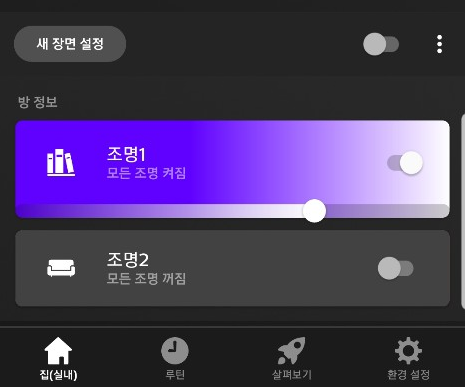 새 장면 설정
방 정보
조명1
모든 조명 켜짐
조명2
모든 조명 꺼짐
집(실내)
루틴
살펴보기
환경 설정